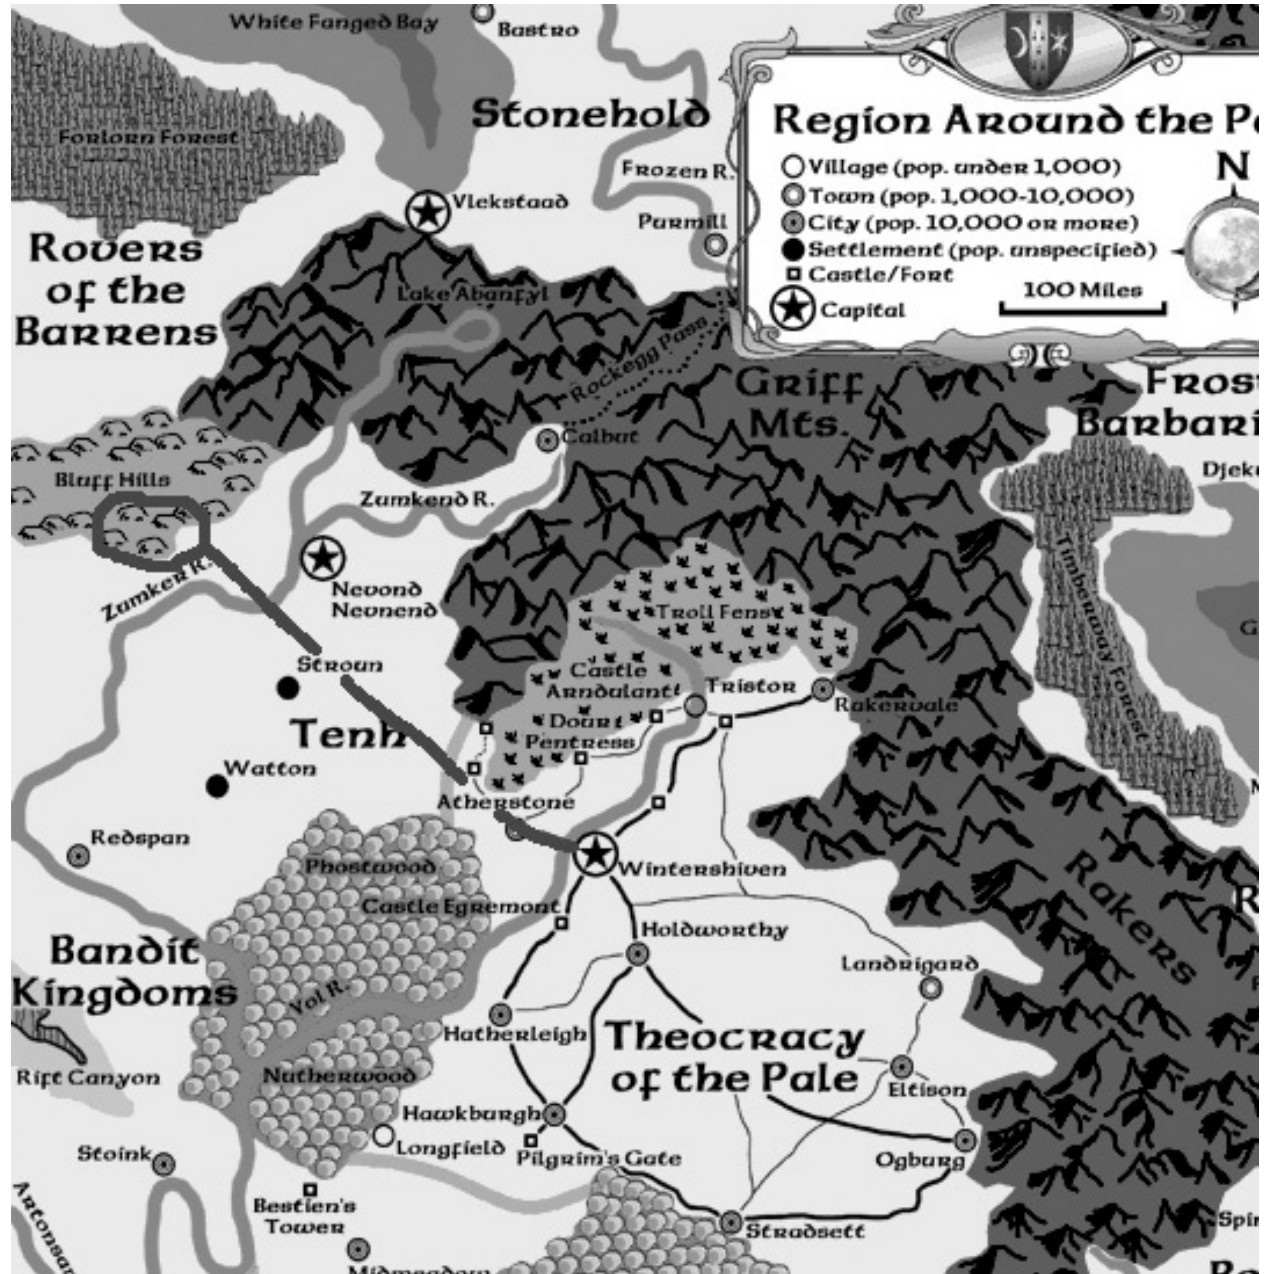 White Fanged Bay
Bastro
Stonehold
Region Around the
Forlorn Forest
Village (pop. under 1,000)
Frozen R.
N
Town (pop. 1,000-10,000)
Vlekstaad
City (pop. 10,000 or more)
Purmill
Rovers
of the
Barrens
Settlement (pop. unspecified)
Castle/Fort
Lake Abanfyl
100 Miles
Capital
Rockegg Pass
Griff
Mts.
Calbut
Bluff Hills
Zumkend R.
Timberway Forest
Zumker R.
Nevond
Nevnend
Troll Fens
Stroun
Castle
Arndulant
Tristor
Rakervale
Tenh
Dourt
Pentress
Watton
Atherstone
Redspan
Phostwood
Wintershiven
Rakers
Castle Egremont
Holdworthy
Bandit
Kingdoms
Landrigard
Vol R.
Hatherleigh
Theocracy
of the Pale
Rift Canyon
Nutherwood
Eltison
Hawkburgh
Longfield
Pilgrim's Gate
Ogburg
Stoink
Bestien's
Tower
Stradsett